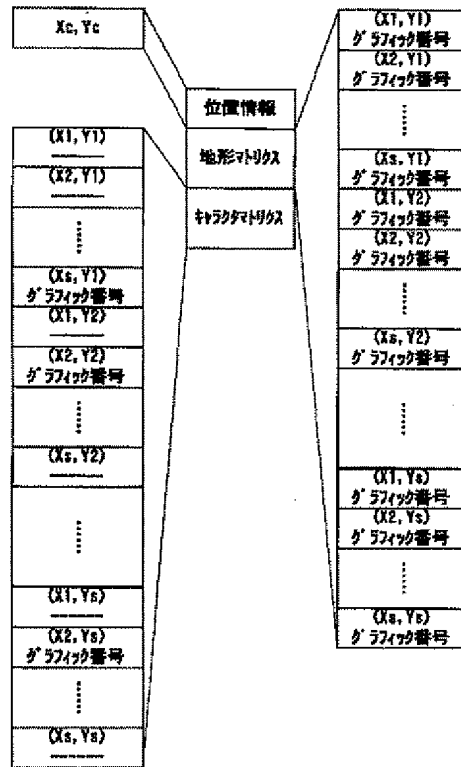 Xc, Yc
位置情報
地形マトリクス
キャラクタマトリクス
(X1, Y1)
(X2, Y1)
(Xs, Y1)
グラフィック番号
(X1, Y2)
(X2, Y2)
グラフィック番号
(Xs, Y2)
(X1, Ys)
(X2, Ys)
グラフィック番号
(Xs, Ys)
(X1, Y1)
グラフィック番号
(X2, Y1)
グラフィック番号
(Xs, Y1)
グラフィック番号
(X1, Y2)
グラフィック番号
(X2, Y2)
グラフィック番号
(Xs, Y2)
グラフィック番号
(X1, Ys)
グラフィック番号
(X2, Ys)
グラフィック番号
(Xs, Ys)
グラフィック番号